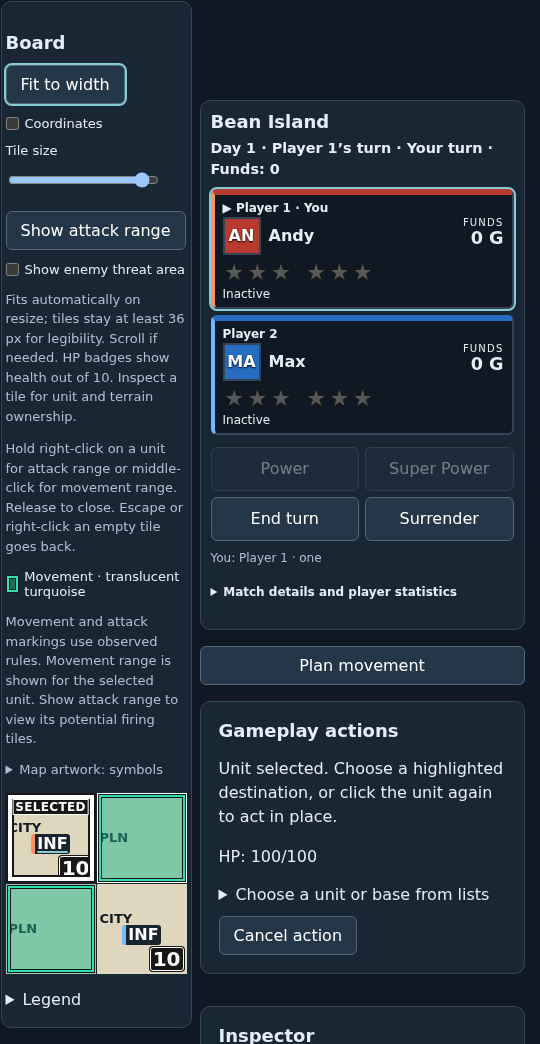 Board
Fit to width
Coordinates
Tile size
Show attack range
Show enemy threat area
Fits automatically on
resize; tiles stay at least 36
px for legibility. Scroll if
needed. HP badges show
health out of 10. Inspect a
tile for unit and terrain
ownership.
Hold right-click on a unit
for attack range or middle-
click for movement range.
Release to close. Escape or
right-click an empty tile
goes back.
Movement · translucent
turquoise
Movement and attack
markings use observed
rules. Movement range is
shown for the selected
unit. Show attack range to
view its potential firing
tiles.
▶ Map artwork: symbols
SELECTED
CITY
INF
10
PLN
PLN
CITY
INF
10
▶ Legend
Bean Island
Day 1 · Player 1’s turn · Your turn ·
Funds: 0
▶ Player 1 · You
AN Andy
FUNDS
0 G
★★★ ★★★
Inactive
Player 2
MA Max
FUNDS
0 G
★★★ ★★★
Inactive
Power
Super Power
End turn
Surrender
You: Player 1 · one
▶ Match details and player statistics
Plan movement
Gameplay actions
Unit selected. Choose a highlighted
destination, or click the unit again
to act in place.
HP: 100/100
▶ Choose a unit or base from lists
Cancel action
Inspector